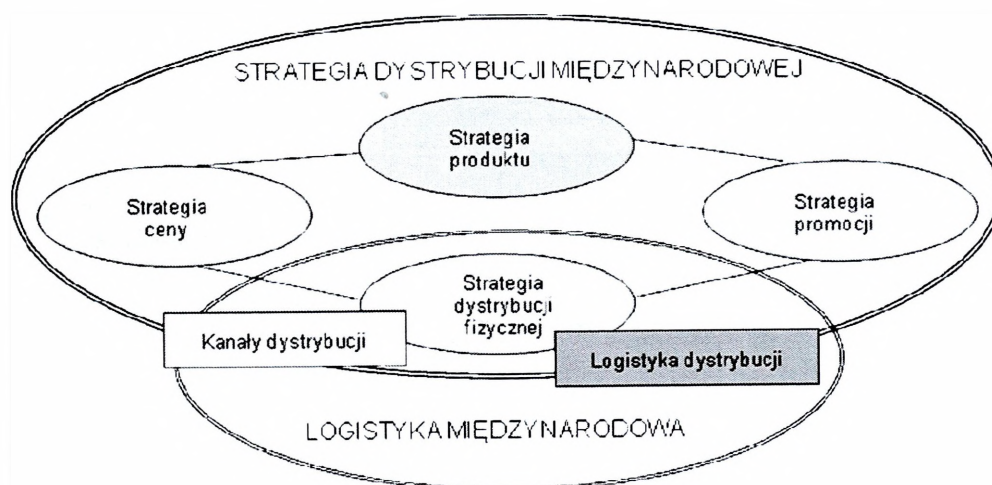 STRATEGIA DYSTRYBUCJI MIĘDZYNARODOWEJ
Strategia
produktu
Strategia
ceny
Strategia
promocji
Strategia
dystrybucji
fizycznej
Kanały dystrybucji
Logistyka dystrybucji
LOGISTYKA MIĘDZYNARODOWA